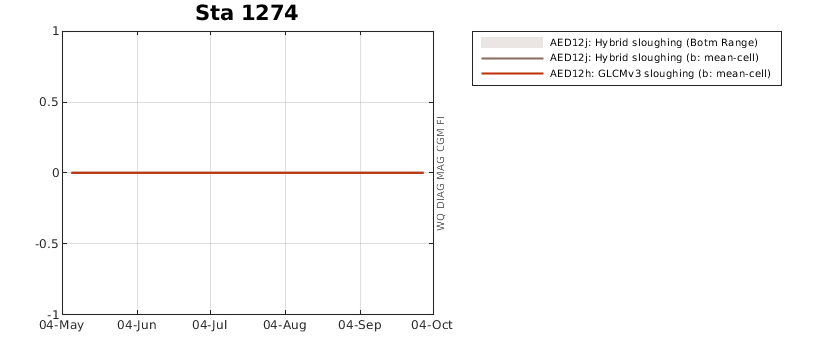 Sta 1274
1
0.5
0
-0.5
-1
04-May 04-Jun 04-Jul 04-Aug 04-Sep 04-Oct
WQ DIAG MAG CGM FI
AED12j: Hybrid sloughing (Botm Range)
AED12j: Hybrid sloughing (b: mean-cell)
AED12h: GLCMv3 sloughing (b: mean-cell)